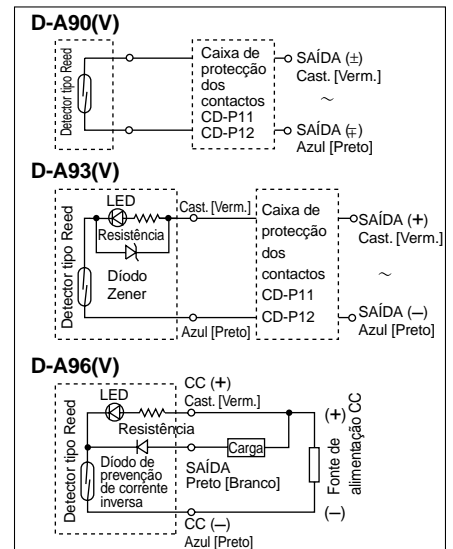 D-A90(V)
Detector tipo Reed
Caixa de
protecção
dos
contactos
CD-P11
CD-P12
SAÍDA (±)
Cast. [Verm.]
～
SAÍDA (∓)
Azul [Preto]
D-A93(V)
Detector tipo Reed
LED
Resistência
Díodo
Zener
Cast. [Verm.]
Azul [Preto]
Caixa de
protecção
dos
contactos
CD-P11
CD-P12
SAÍDA (+)
Cast. [Verm.]
～
SAÍDA (–)
Azul [Preto]
D-A96(V)
Detector tipo Reed
LED
Resistência
Díodo de
prevenção
de corrente
inversa
CC (+)
Cast. [Verm.]
Carga
SAÍDA
Preto [Branco]
CC (–)
Azul [Preto]
(+)
Fonte de
alimentação CC
(–)